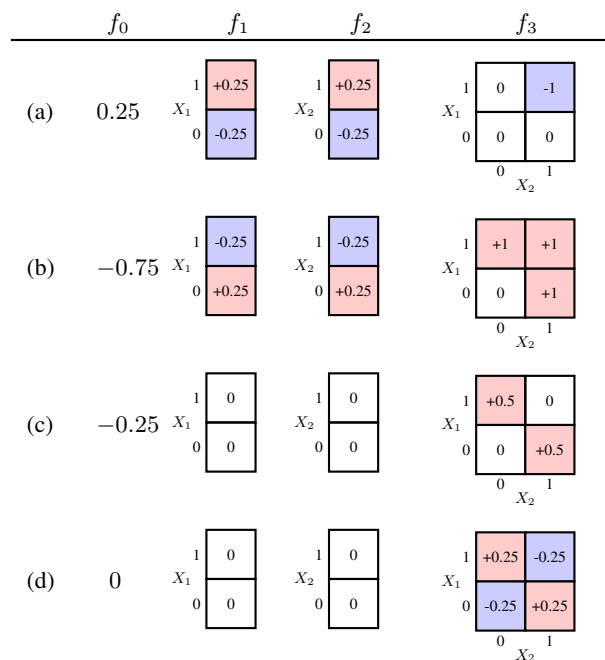 f₀ f₁ f₂ f₃
(a) 0.25 X₁ 1 +0.25 0 -0.25 X₂ 1 +0.25 0 -0.25 X₁ 1 0 -1 0 0 0
0 1
X₂
(b) −0.75 X₁ 1 -0.25 0 +0.25 X₂ 1 -0.25 0 +0.25 X₁ 1 +1 +1 0 0 +1
0 1
X₂
(c) −0.25 X₁ 1 0 0 0 X₂ 1 0 0 0 X₁ 1 +0.5 0 0 0 +0.5
0 1
X₂
(d) 0 X₁ 1 0 0 0 X₂ 1 0 0 0 X₁ 1 +0.25 -0.25 0 -0.25 +0.25
0 1
X₂